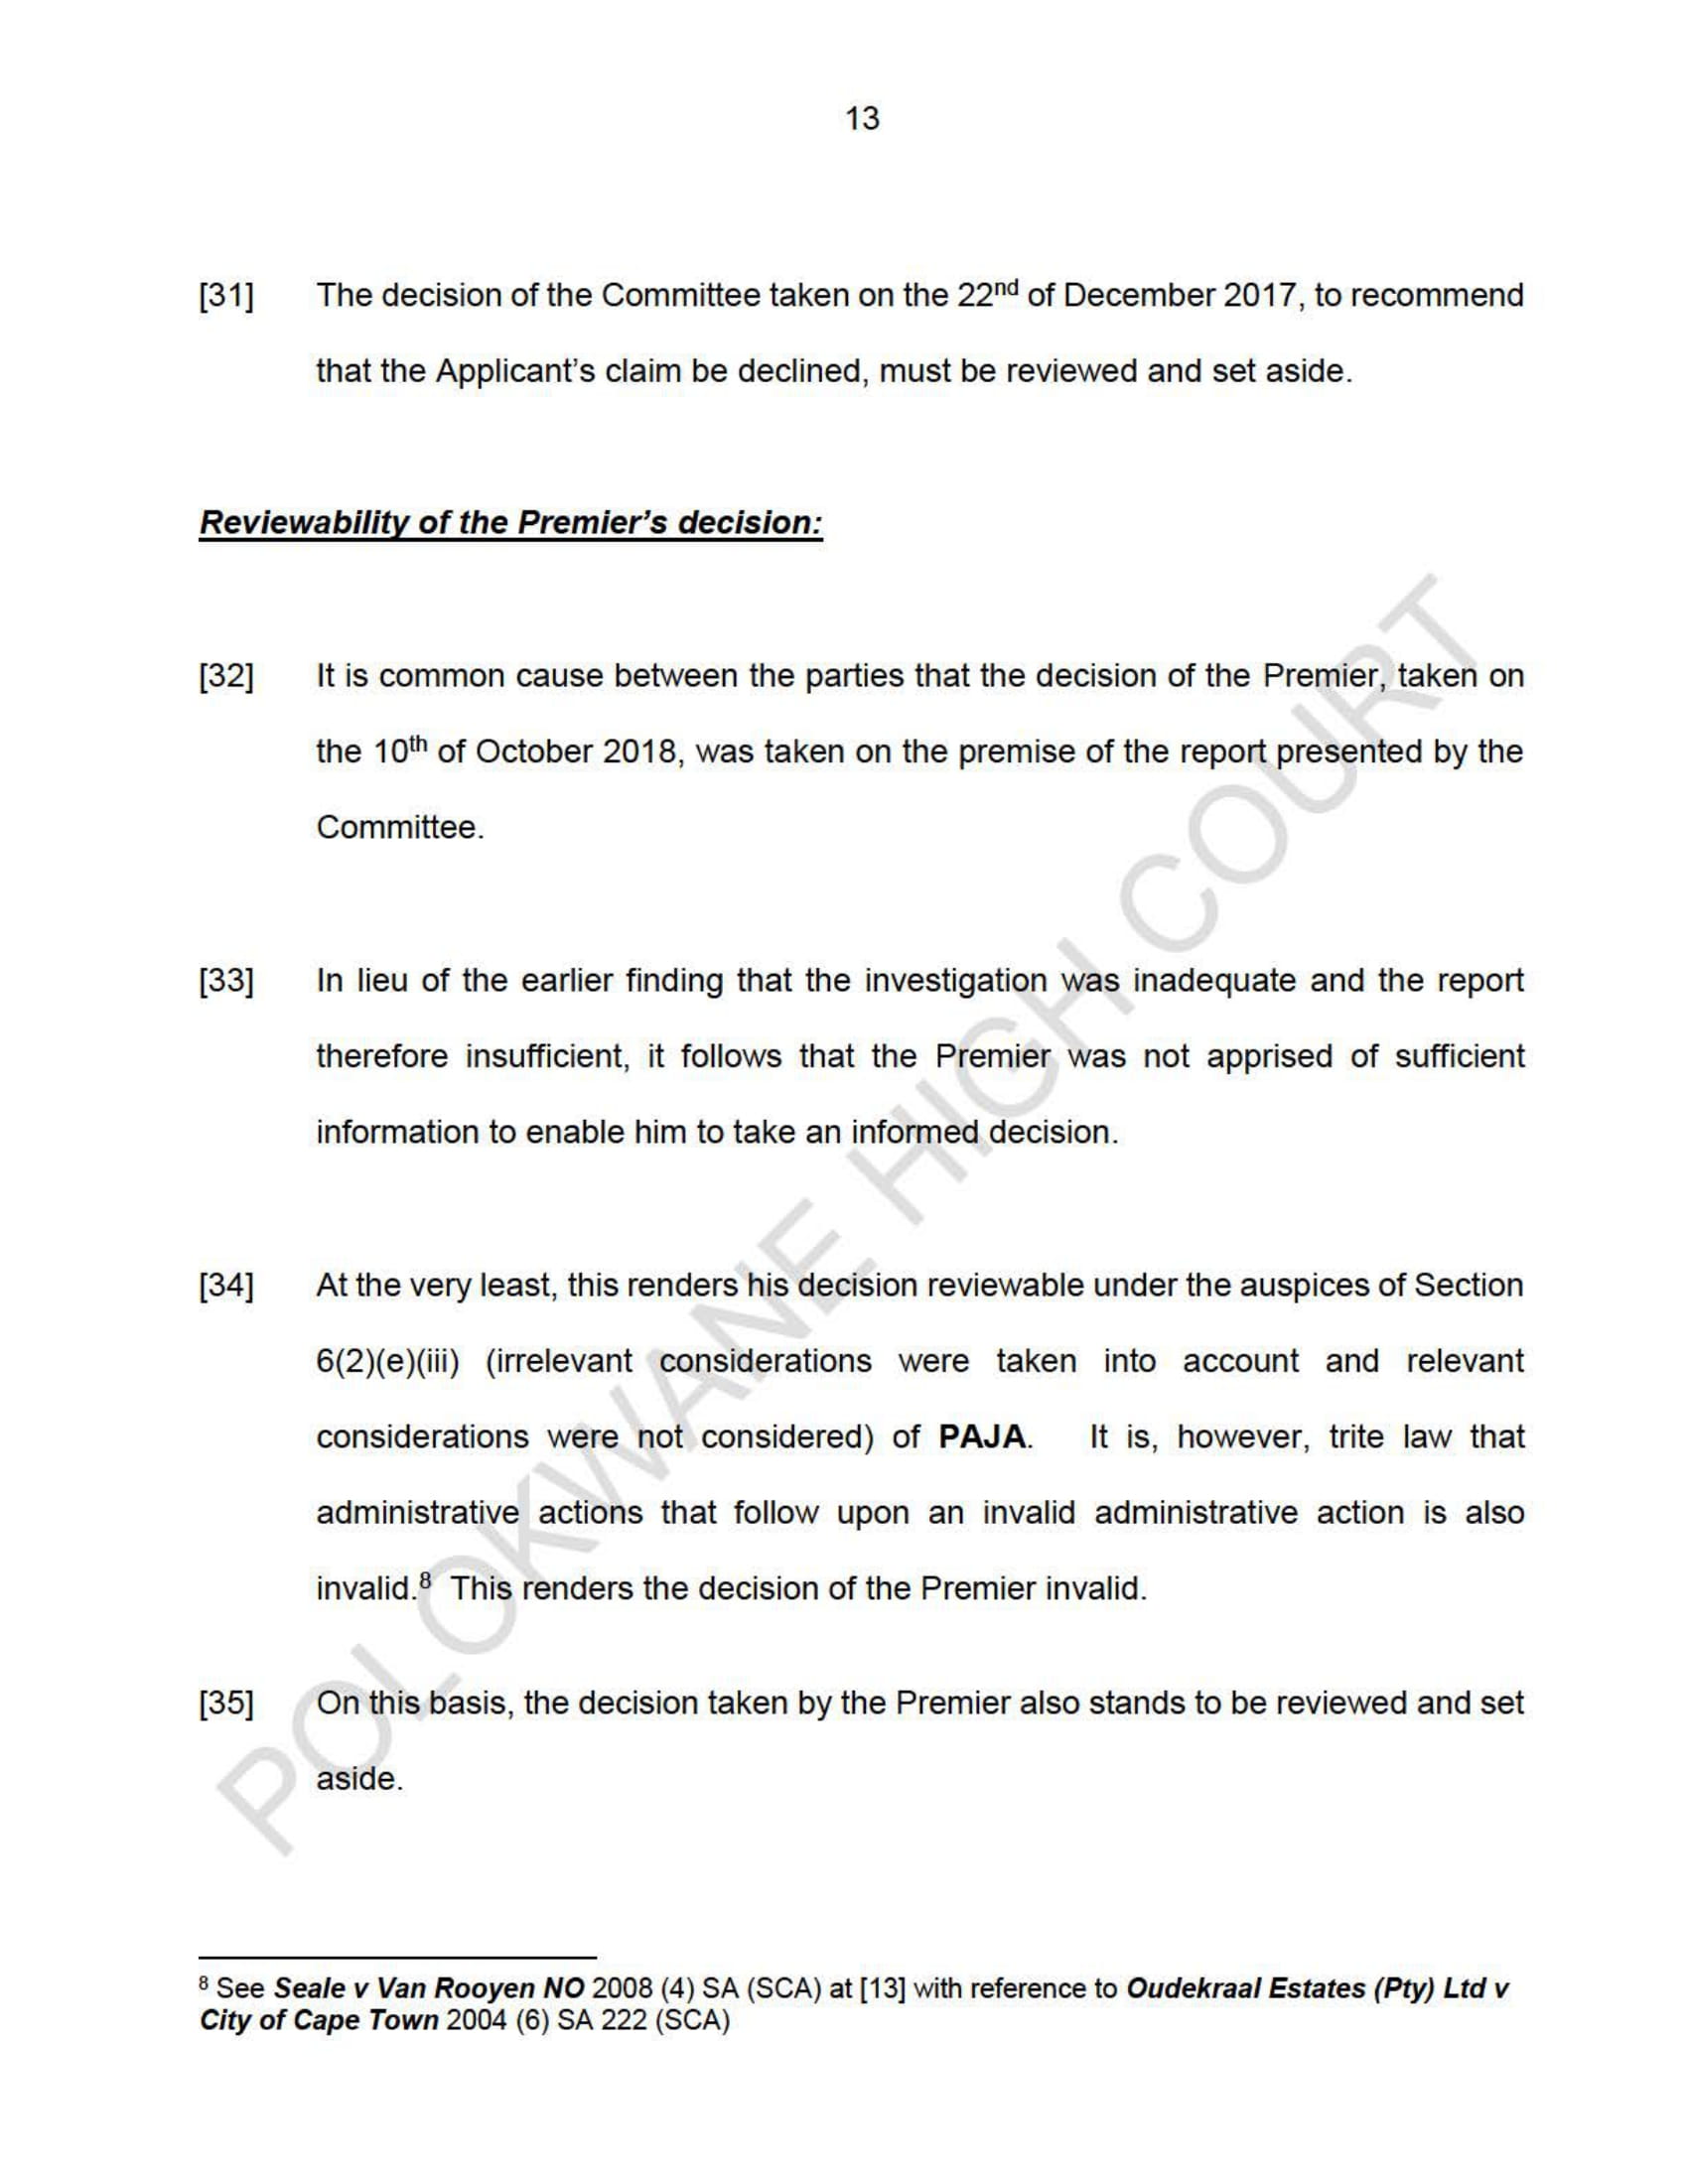 13
[31] The decision of the Committee taken on the 22nd of December 2017, to recommend
that the Applicant's claim be declined, must be reviewed and set aside.
Reviewability of the Premier's decision:
[32] It is common cause between the parties that the decision of the Premier, taken on
the 10th of October 2018, was taken on the premise of the report presented by the
Committee.
[33] In lieu of the earlier finding that the investigation was inadequate and the report
therefore insufficient, it follows that the Premier was not apprised of sufficient
information to enable him to take an informed decision.
[34] At the very least, this renders his decision reviewable under the auspices of Section
6(2)(e)(iii) (irrelevant considerations were taken into account and relevant
considerations were not considered) of PAJA. It is, however, trite law that
administrative actions that follow upon an invalid administrative action is also
invalid.8 This renders the decision of the Premier invalid.
[35] On this basis, the decision taken by the Premier also stands to be reviewed and set
aside.
8 See Seale v Van Rooyen NO 2008 (4) SA (SCA) at [13] with reference to Oudekraal Estates (Pty) Ltd v
City of Cape Town 2004 (6) SA 222 (SCA)
POLOKWANE HIGH COURT